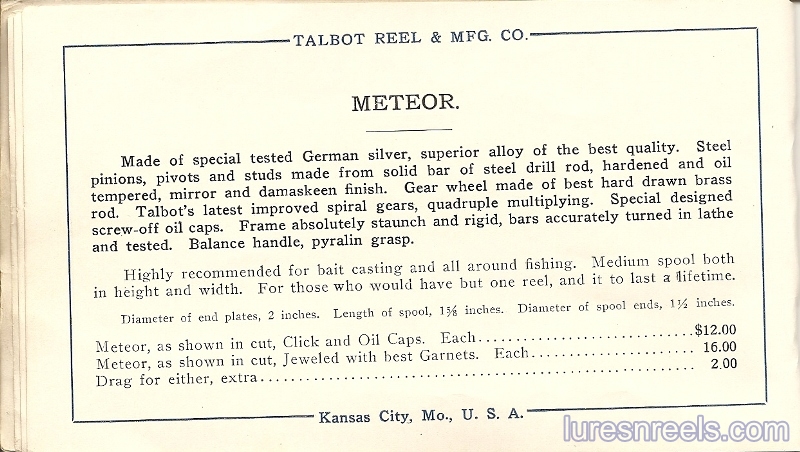 TALBOT REEL & MFG. CO.
METEOR.
Made of special tested German silver, superior alloy of the best quality. Steel
pinions, pivots and studs made from solid bar of steel drill rod, hardened and oil
tempered, mirror and damaskeen finish. Gear wheel made of best hard drawn brass
rod. Talbot's latest improved spiral gears, quadruple multiplying. Special designed
screw-off oil caps. Frame absolutely staunch and rigid, bars accurately turned in lathe
and tested. Balance handle, pyralin grasp.
Highly recommended for bait casting and all around fishing. Medium spool both
in height and width. For those who would have but one reel, and it to last a lifetime.
Diameter of end plates, 2 inches. Length of spool, 1⅝ inches. Diameter of spool ends, 1½ inches.
Meteor, as shown in cut, Click and Oil Caps. Each..............................$12.00
Meteor, as shown in cut, Jeweled with best Garnets. Each....................... 16.00
Drag for either, extra............................................................ 2.00
Kansas City, Mo., U. S. A.
luresnreels.com